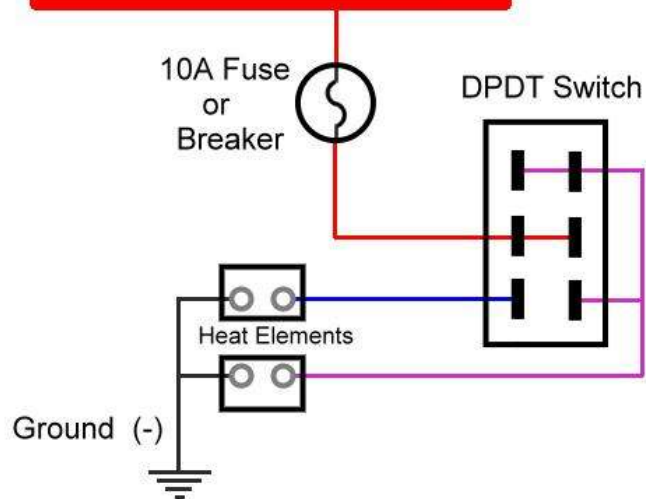 10A Fuse
or
Breaker
DPDT Switch
Heat Elements
Ground (-)